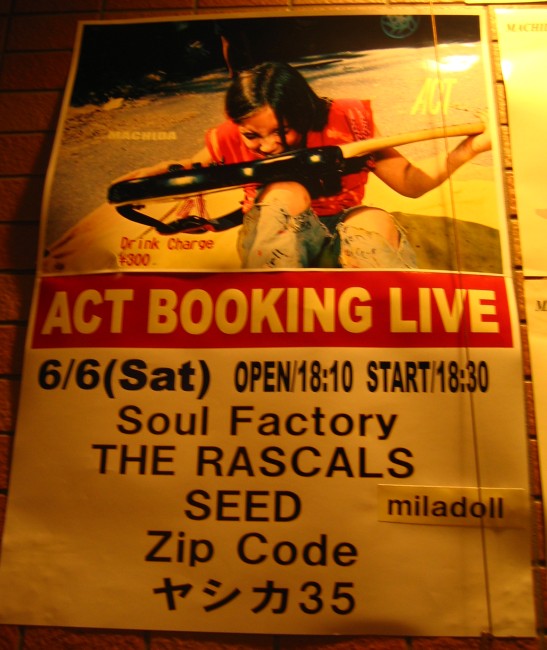 ACT
MACHIDA
Drink Charge
¥300
ACT BOOKING LIVE
6/6(Sat) OPEN/18:10 START/18:30
Soul Factory
THE RASCALS
SEED
miladoll
Zip Code
ヤシカ35